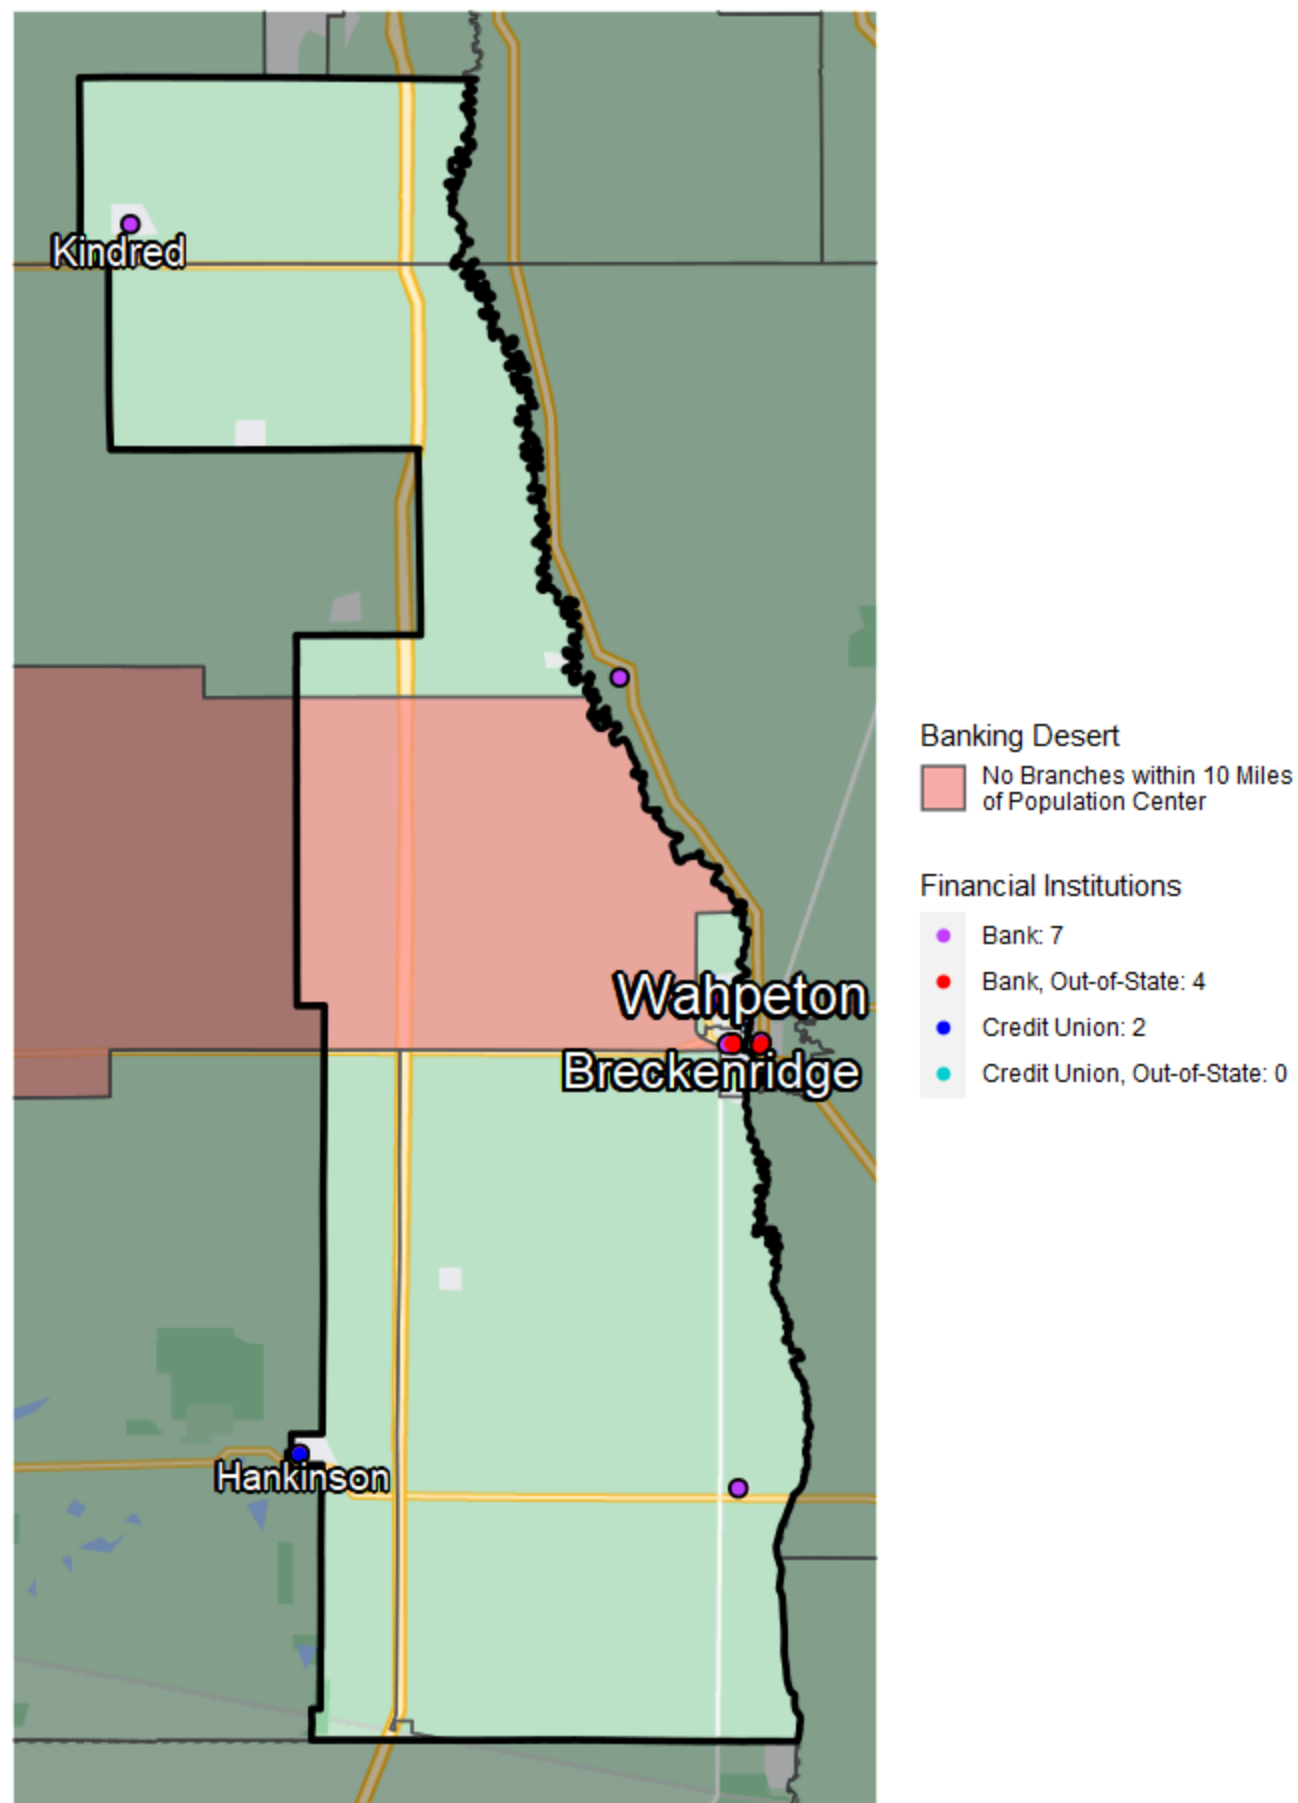 Kindred
Banking Desert
No Branches within 10 Miles
of Population Center
Financial Institutions
Bank: 7
Bank, Out-of-State: 4
Wahpeton
Credit Union: 2
Breckenridge
Credit Union, Out-of-State: 0
Hankinson